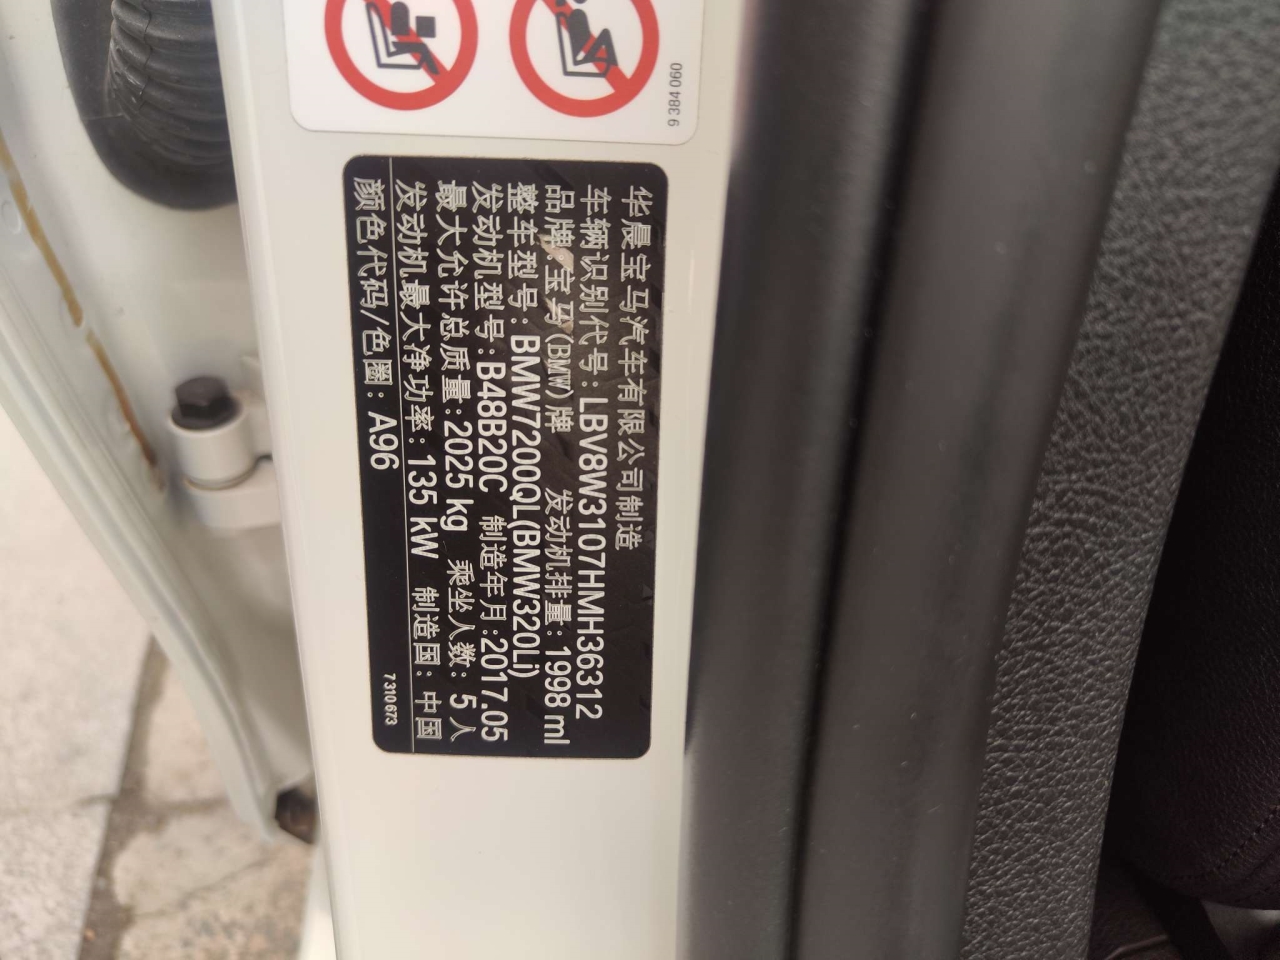 9 384 060
华晨宝马汽车有限公司制造
车辆识别代号:LBV8W3107HMH36312
品牌:宝马(BMW)牌 发动机排量:1998 ml
整车型号:BMW7200QL(BMW320Li)
发动机型号:B48B20C 制造年月:2017.05
最大允许总质量:2025 kg 乘坐人数:5 人
发动机最大净功率:135 kW 制造国:中国
颜色代码/色圈:A96
7310673